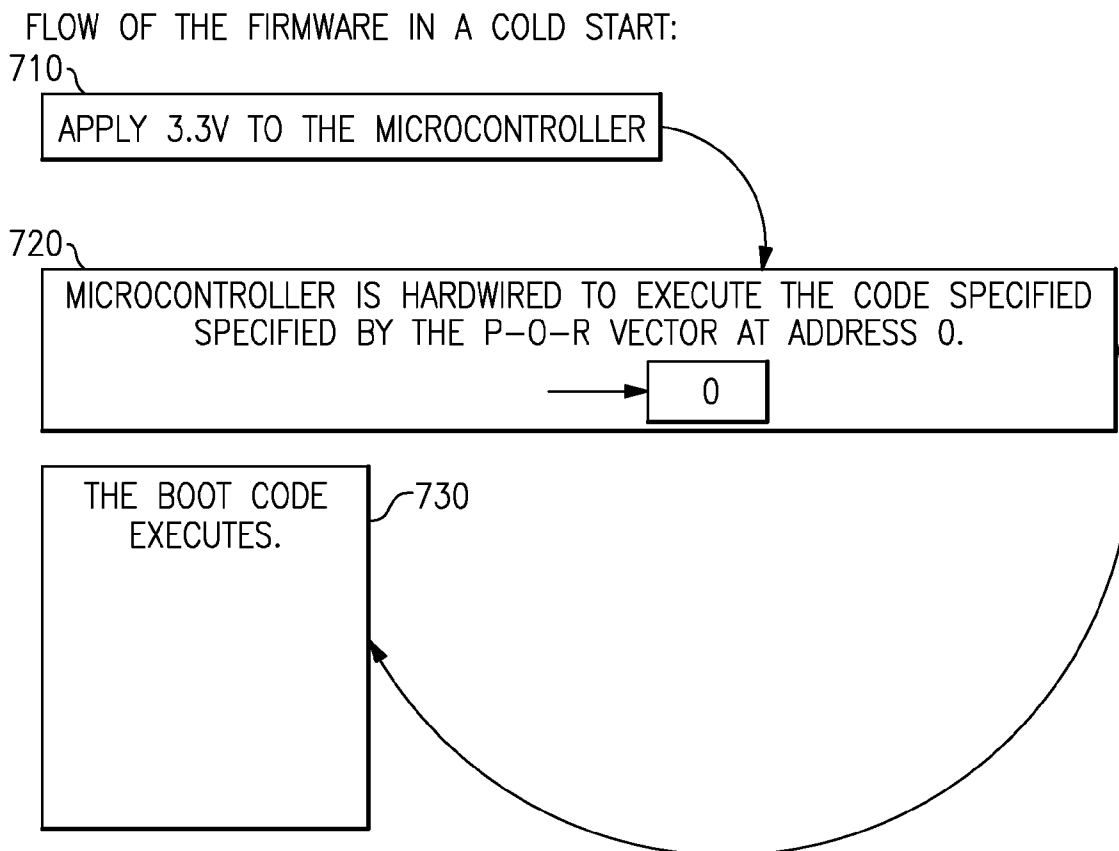 FLOW OF THE FIRMWARE IN A COLD START:
710
APPLY 3.3V TO THE MICROCONTROLLER
720
MICROCONTROLLER IS HARDWIRED TO EXECUTE THE CODE SPECIFIED
SPECIFIED BY THE P-O-R VECTOR AT ADDRESS 0.
0
THE BOOT CODE
EXECUTES.
730